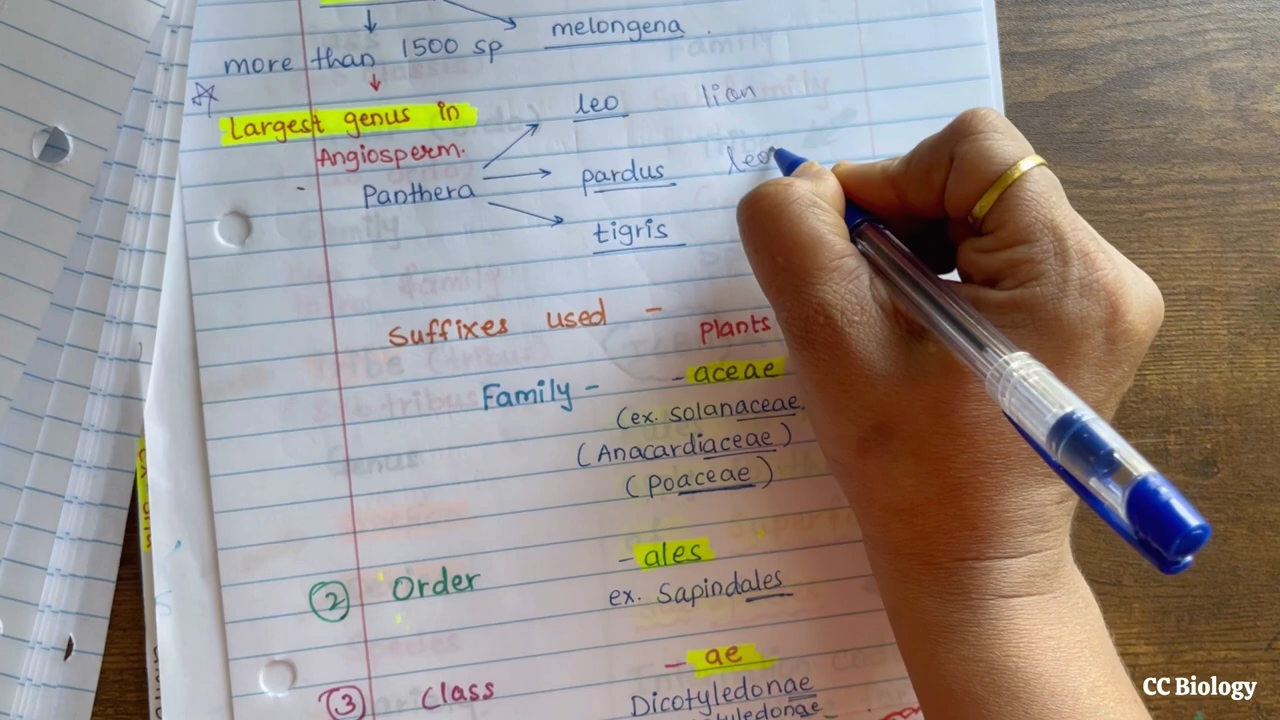 melongena
more than 1500 sp
Largest genus in
Angiosperm.
leo lion
Panthera pardus leo
tigris
Suffixes used - Plants
Family - - aceae
(ex. Solanaceae,
(Anacardiaceae)
(Poaceae)
- ales
2 Order
ex. Sapindales
- ae
3 Class
Dicotyledonae
CC Biology